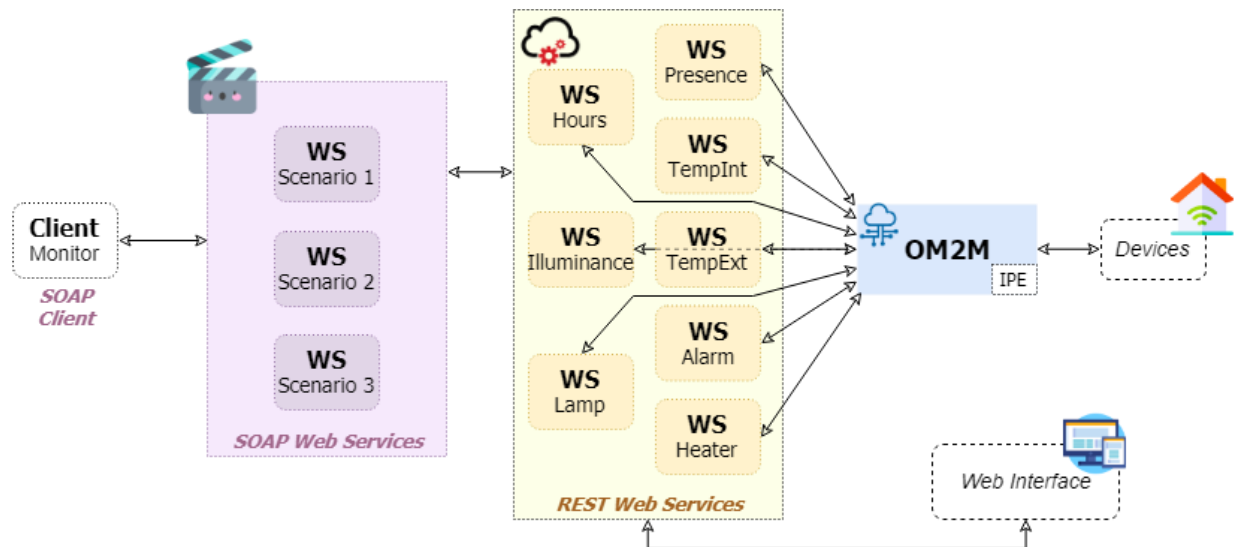 Client
Monitor
SOAP
Client
WS
Scenario 1
WS
Scenario 2
WS
Scenario 3
SOAP Web Services
WS
Hours
WS
Presence
WS
TempInt
WS
Illuminance
WS
TempExt
WS
Alarm
WS
Lamp
WS
Heater
REST Web Services
OM2M
IPE
Devices
Web Interface